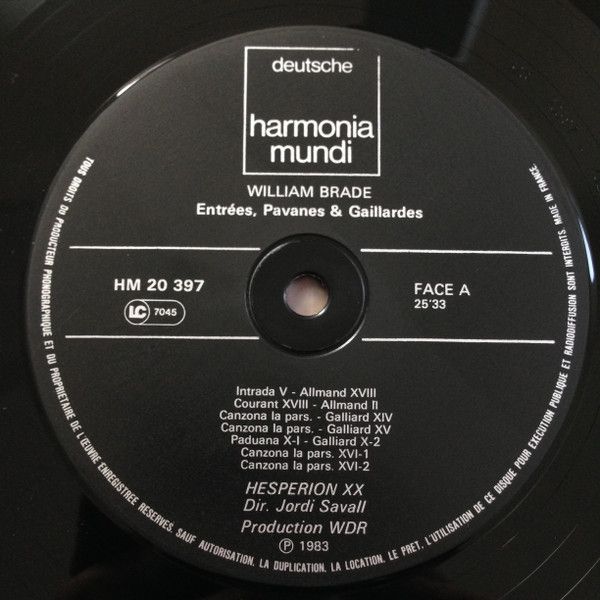 deutsche
harmonia
mundi
WILLIAM BRADE
Entrées, Pavanes & Gaillardes
HM 20 397
LC 7045
FACE A
25'33
Intrada V - Allmand XVIII
Courant XVIII - Allmand II
Canzona la pars. - Galliard XIV
Canzona la pars. - Galliard XV
Paduana X-I - Galliard X-2
Canzona la pars. XVI-1
Canzona la pars. XVI-2
HESPERION XX
Dir. Jordi Savall
Production WDR
℗ 1983
TOUS DROITS DU PRODUCTEUR PHONOGRAPHIQUE ET DU PROPRIETAIRE DE L'ŒUVRE ENREGISTREE RESERVES. SAUF AUTORISATION. LA DUPLICATION. LA LOCATION. LE PRET. L'UTILISATION DE CE DISQUE POUR EXECUTION PUBLIQUE ET RADIODIFFUSION SONT INTERDITS. MADE IN FRANCE.